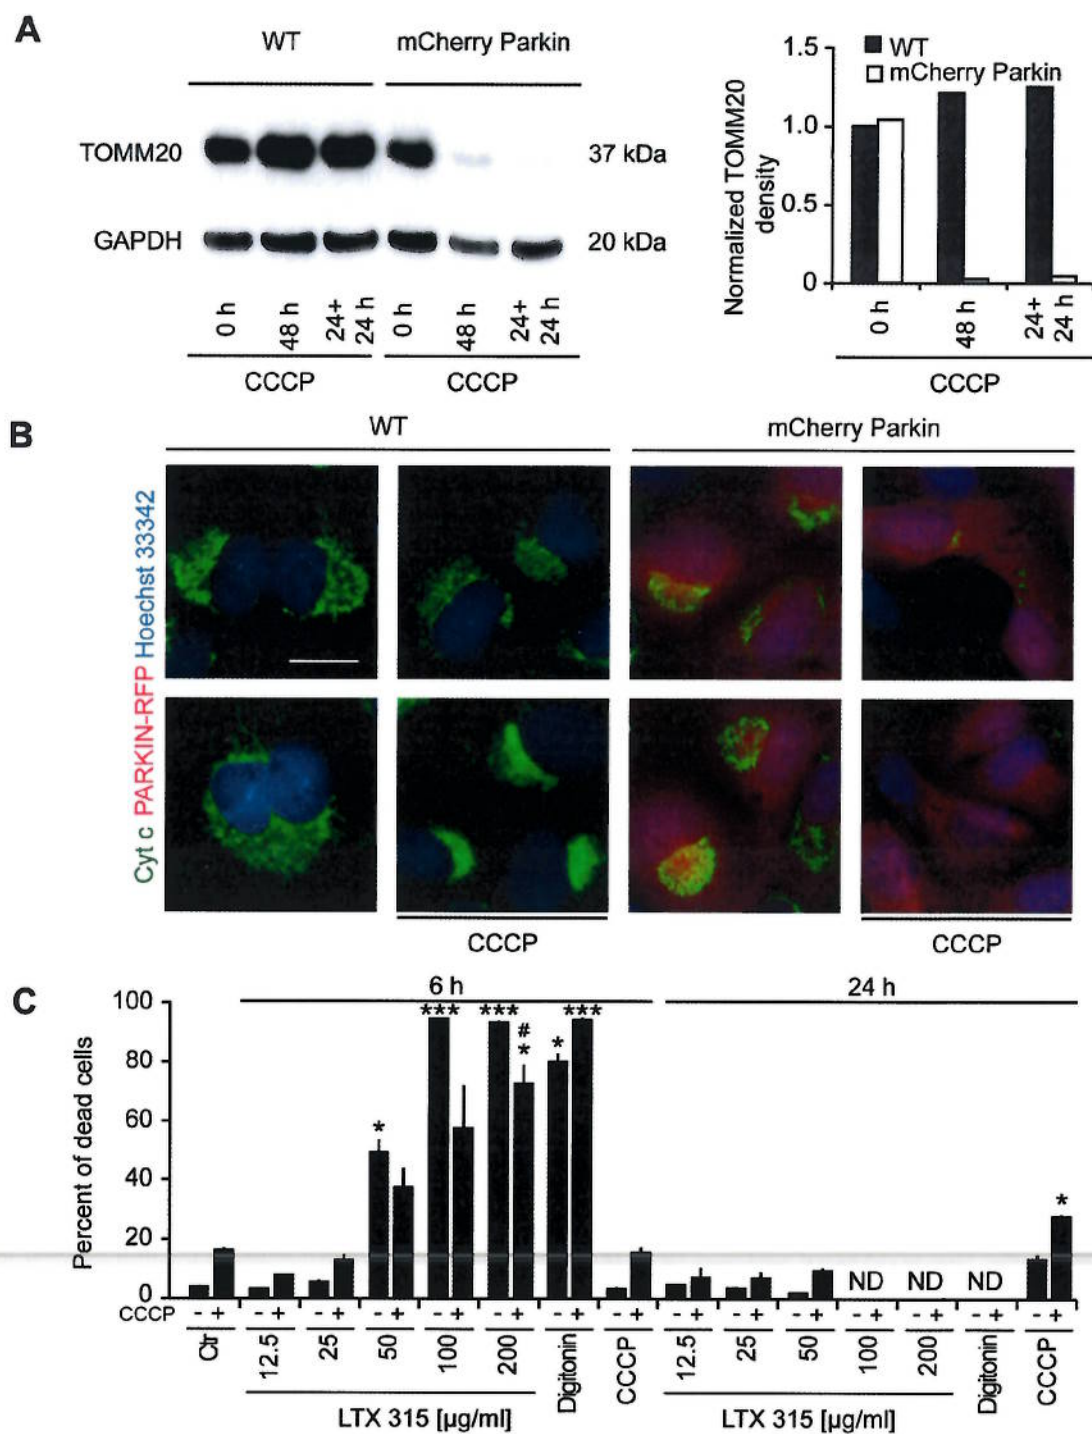 A
WT
mCherry Parkin
TOMM20
37 kDa
GAPDH
20 kDa
0 h
48 h
24+
24 h
0 h
48 h
24+
24 h
CCCP
CCCP
1.5
1.0
0.5
0
Normalized TOMM20
density
WT
mCherry Parkin
0 h
48 h
24+
24 h
CCCP
B
WT
mCherry Parkin
Cyt c PARKIN-RFP Hoechst 33342
CCCP
CCCP
C
6 h
24 h
Percent of dead cells
100
80
60
40
20
0
* *** *** # * * *** *
ND ND ND
CCCP - + - + - + - + - + - + - + - + - + - + - + - + - + - + - +
Ctr 12.5 25 50 100 200 Digitonin CCCP 12.5 25 50 100 200 Digitonin CCCP
LTX 315 [µg/ml]
LTX 315 [µg/ml]